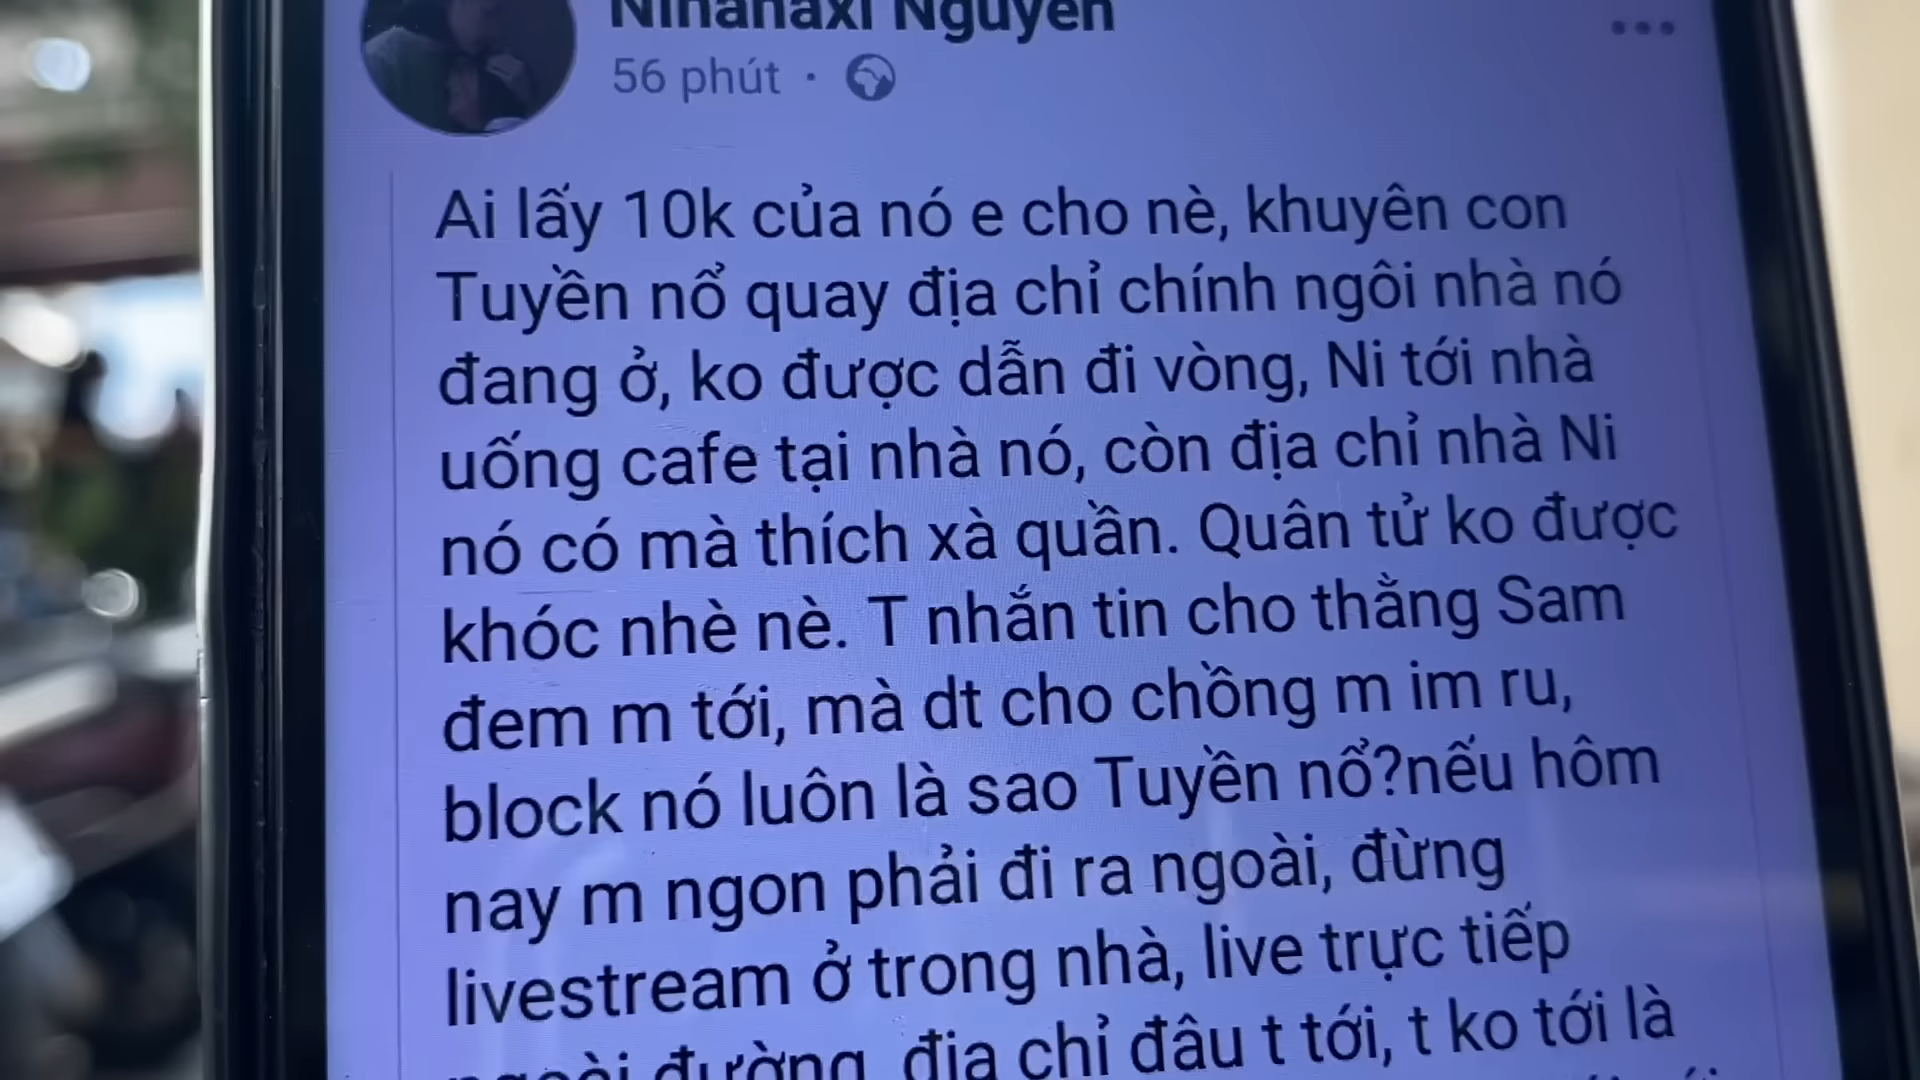 Ninanaxi Nguyen
56 phút ·
Ai lấy 10k của nó e cho nè, khuyên con
Tuyền nổ quay địa chỉ chính ngôi nhà nó
đang ở, ko được dẫn đi vòng, Ni tới nhà
uống cafe tại nhà nó, còn địa chỉ nhà Ni
nó có mà thích xà quần. Quân tử ko được
khóc nhè nè. T nhắn tin cho thằng Sam
đem m tới, mà dt cho chồng m im ru,
block nó luôn là sao Tuyền nổ?nếu hôm
nay m ngon phải đi ra ngoài, đừng
livestream ở trong nhà, live trực tiếp
ngoài đường, địa chỉ đâu t tới, t ko tới là